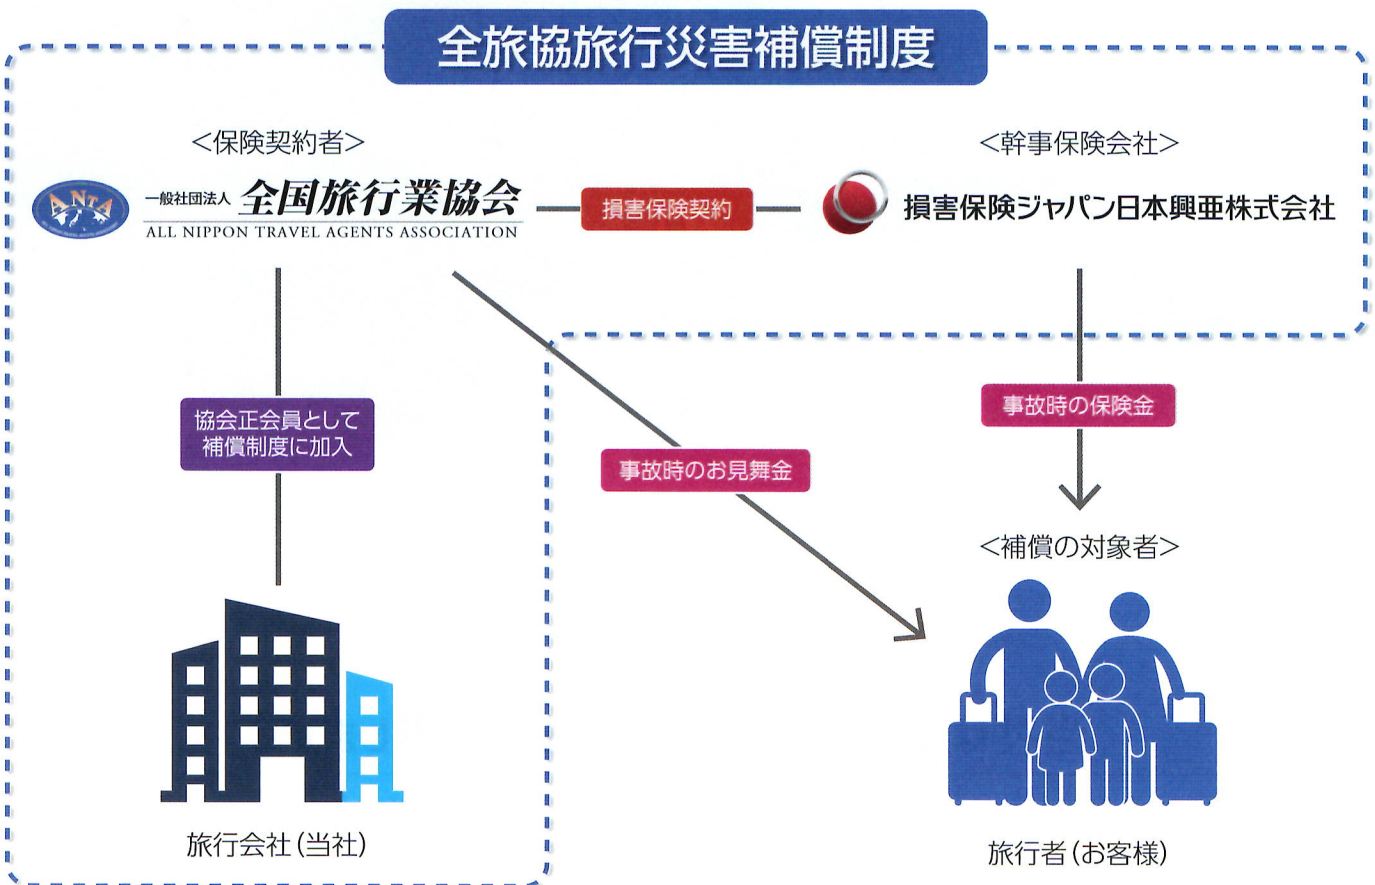 全旅協旅行災害補償制度
＜保険契約者＞
＜幹事保険会社＞
ANTA
一般社団法人 全国旅行業協会
ALL NIPPON TRAVEL AGENTS ASSOCIATION
損害保険契約
損害保険ジャパン日本興亜株式会社
協会正会員として
補償制度に加入
事故時のお見舞金
事故時の保険金
＜補償の対象者＞
旅行会社（当社）
旅行者（お客様）